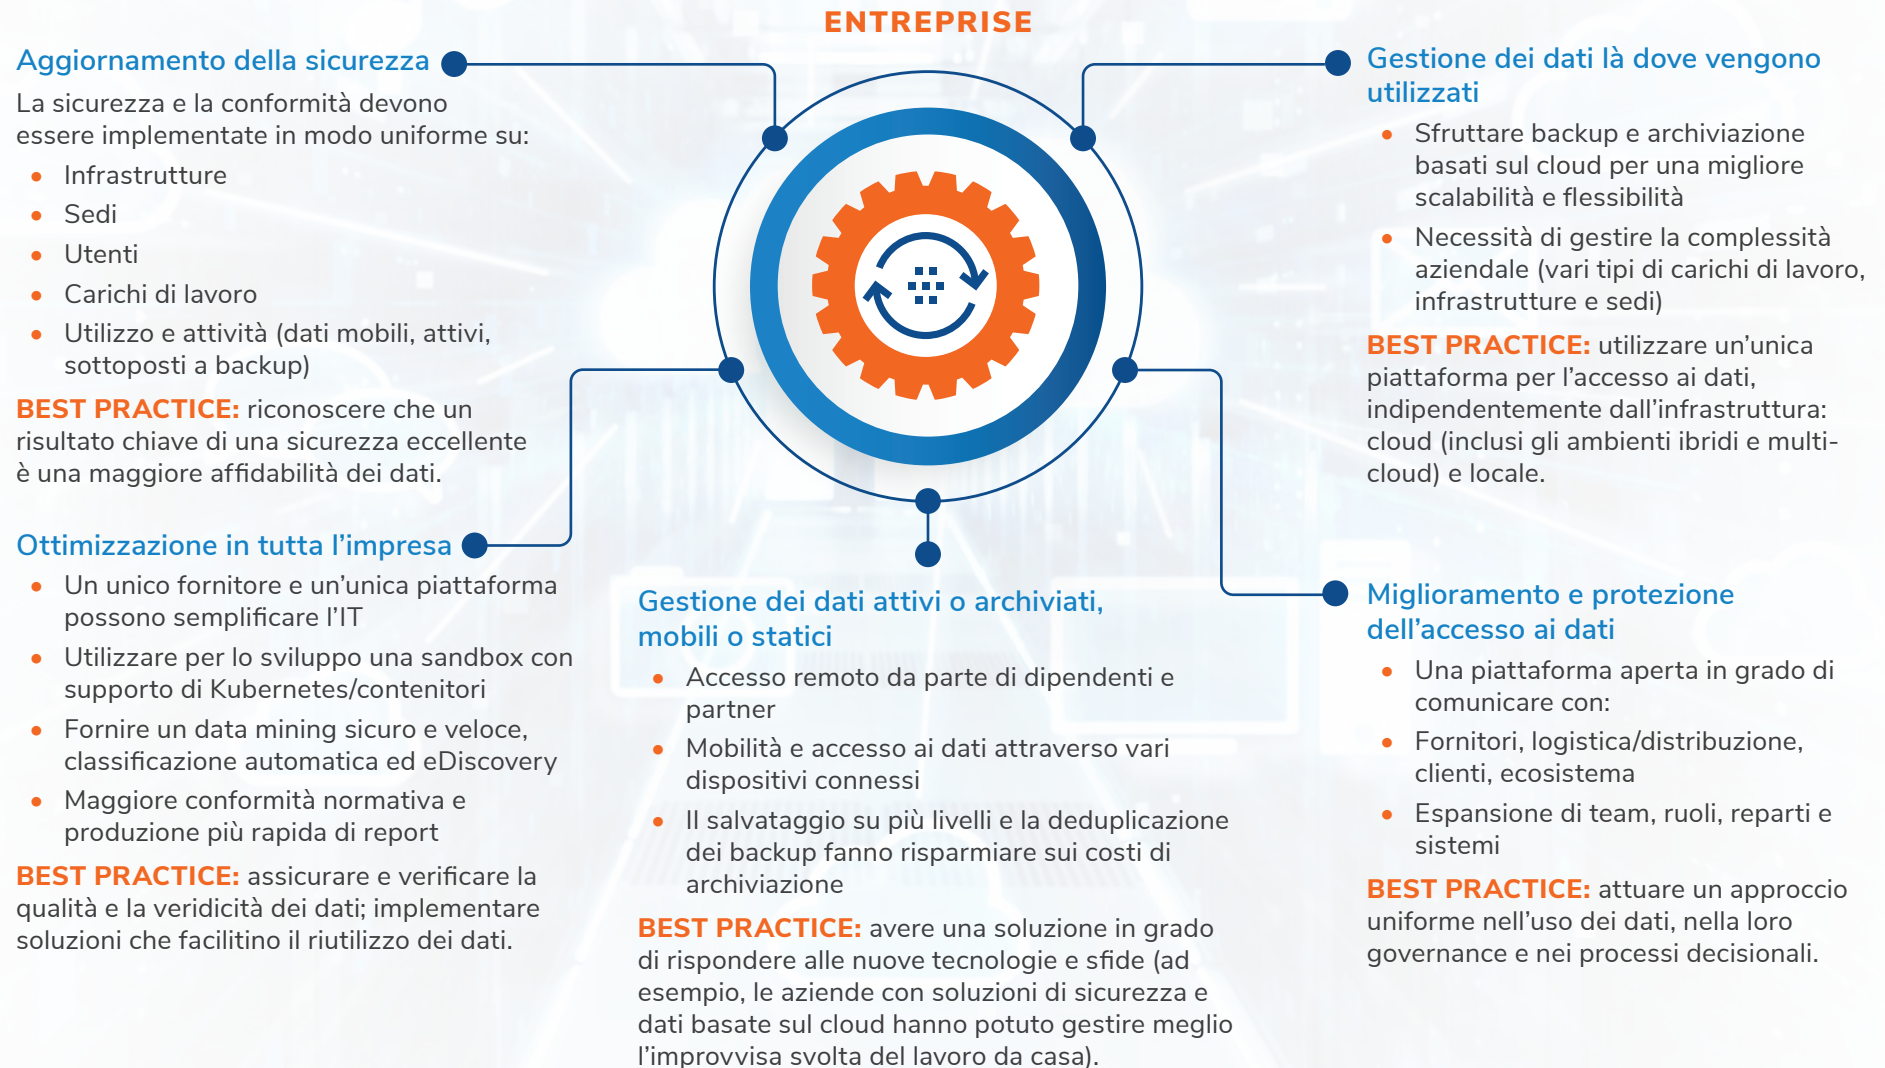 ENTREPRISE
Aggiornamento della sicurezza
La sicurezza e la conformità devono
essere implementate in modo uniforme su:
Infrastrutture
Sedi
Utenti
Carichi di lavoro
Utilizzo e attività (dati mobili, attivi,
sottoposti a backup)
BEST PRACTICE: riconoscere che un
risultato chiave di una sicurezza eccellente
è una maggiore affidabilità dei dati.
Ottimizzazione in tutta l’impresa
Un unico fornitore e un’unica piattaforma
possono semplificare l’IT
Utilizzare per lo sviluppo una sandbox con
supporto di Kubernetes/contenitori
Fornire un data mining sicuro e veloce,
classificazione automatica ed eDiscovery
Maggiore conformità normativa e
produzione più rapida di report
BEST PRACTICE: assicurare e verificare la
qualità e la veridicità dei dati; implementare
soluzioni che facilitino il riutilizzo dei dati.
Gestione dei dati attivi o archiviati,
mobili o statici
Accesso remoto da parte di dipendenti e
partner
Mobilità e accesso ai dati attraverso vari
dispositivi connessi
Il salvataggio su più livelli e la deduplicazione
dei backup fanno risparmiare sui costi di
archiviazione
BEST PRACTICE: avere una soluzione in grado
di rispondere alle nuove tecnologie e sfide (ad
esempio, le aziende con soluzioni di sicurezza e
dati basate sul cloud hanno potuto gestire meglio
l’improvvisa svolta del lavoro da casa).
Gestione dei dati là dove vengono
utilizzati
Sfruttare backup e archiviazione
basati sul cloud per una migliore
scalabilità e flessibilità
Necessità di gestire la complessità
aziendale (vari tipi di carichi di lavoro,
infrastrutture e sedi)
BEST PRACTICE: utilizzare un’unica
piattaforma per l’accesso ai dati,
indipendentemente dall’infrastruttura:
cloud (inclusi gli ambienti ibridi e multi-
cloud) e locale.
Miglioramento e protezione
dell’accesso ai dati
Una piattaforma aperta in grado di
comunicare con:
Fornitori, logistica/distribuzione,
clienti, ecosistema
Espansione di team, ruoli, reparti e
sistemi
BEST PRACTICE: attuare un approccio
uniforme nell’uso dei dati, nella loro
governance e nei processi decisionali.